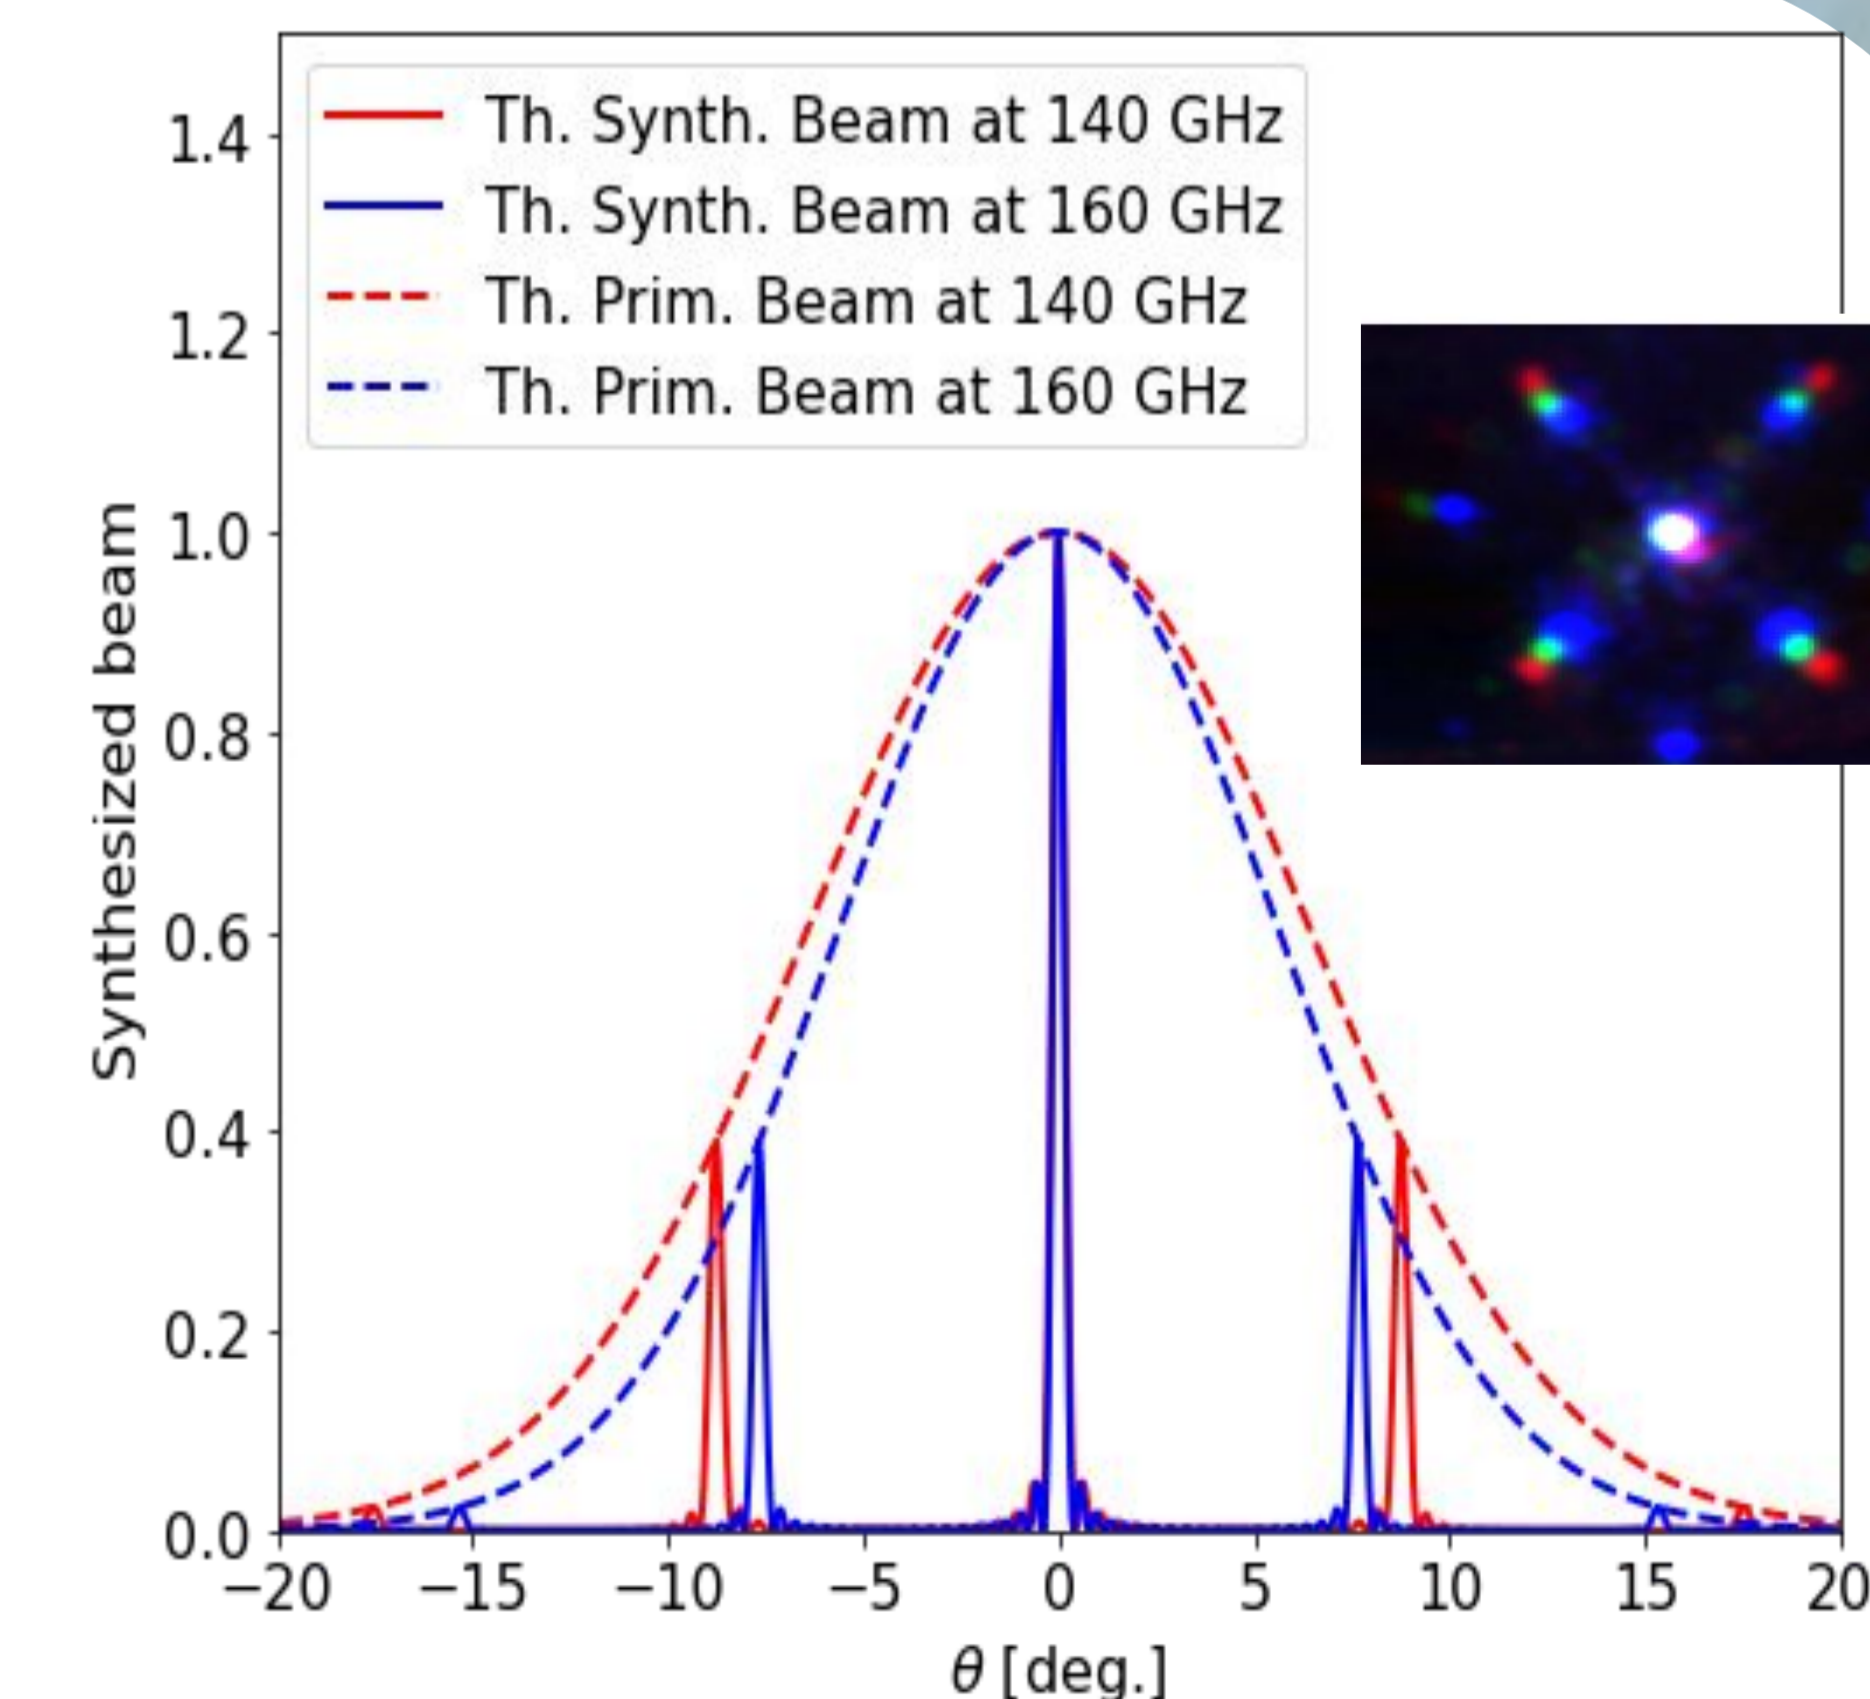 Th. Synth. Beam at 140 GHz
Th. Synth. Beam at 160 GHz
Th. Prim. Beam at 140 GHz
Th. Prim. Beam at 160 GHz
Synthesized beam
1.4
1.2
1.0
0.8
0.6
0.4
0.2
0.0
−20 −15 −10 −5 0 5 10 15 20
θ [deg.]